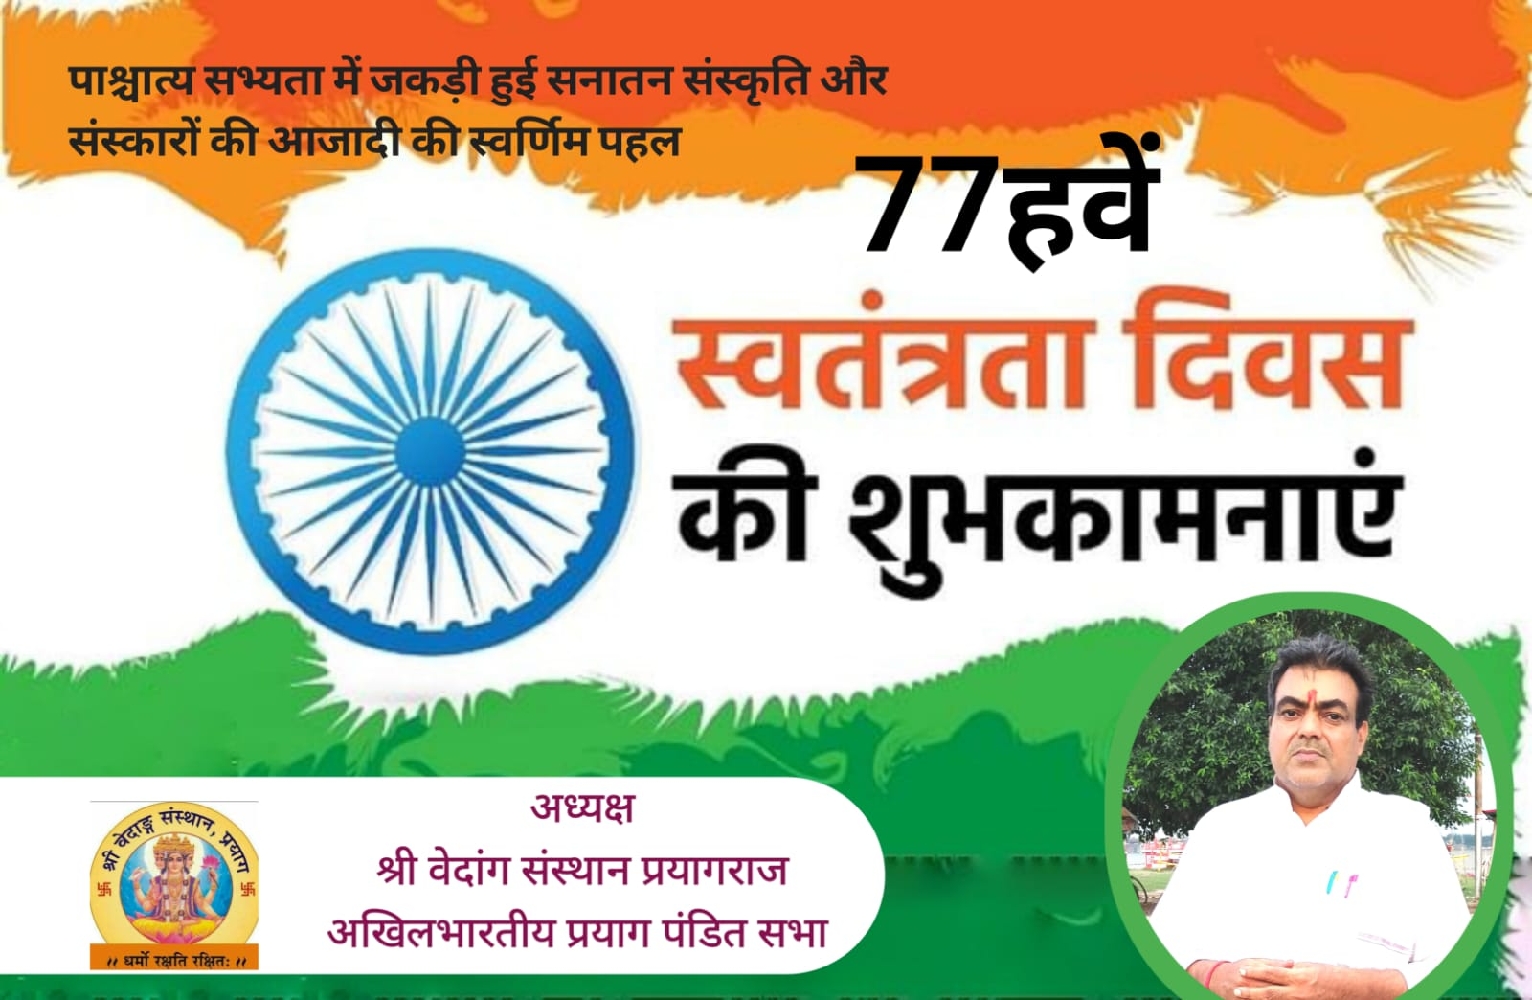 पाश्चात्य सभ्यता में जकड़ी हुई सनातन संस्कृति और
संस्कारों की आजादी की स्वर्णिम पहल
77हवें
स्वतंत्रता दिवस
की शुभकामनाएं
श्री वेदाङ्ग संस्थान, प्रयाग
।। धर्मो रक्षति रक्षितः ।।
अध्यक्ष
श्री वेदांग संस्थान प्रयागराज
अखिलभारतीय प्रयाग पंडित सभा